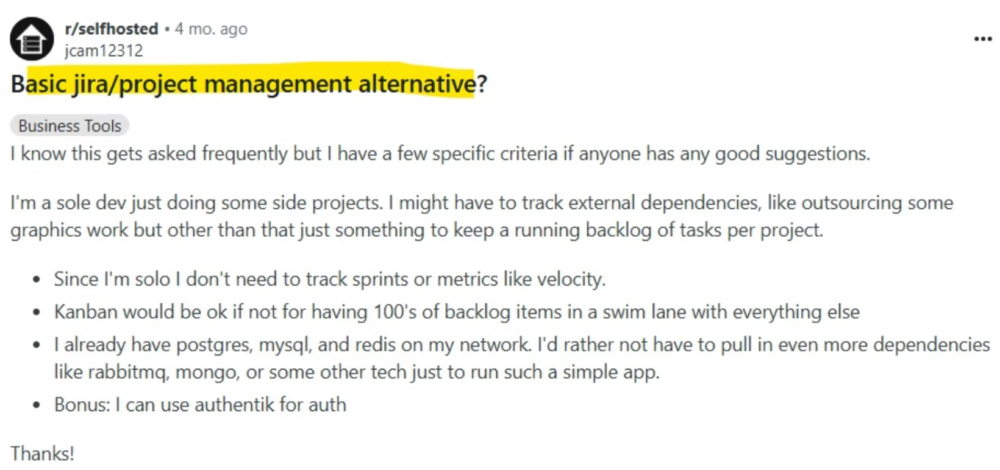 r/selfhosted • 4 mo. ago
jcam12312
Basic jira/project management alternative?
Business Tools
I know this gets asked frequently but I have a few specific criteria if anyone has any good suggestions.
I'm a sole dev just doing some side projects. I might have to track external dependencies, like outsourcing some
graphics work but other than that just something to keep a running backlog of tasks per project.
• Since I'm solo I don't need to track sprints or metrics like velocity.
• Kanban would be ok if not for having 100's of backlog items in a swim lane with everything else
• I already have postgres, mysql, and redis on my network. I'd rather not have to pull in even more dependencies
like rabbitmq, mongo, or some other tech just to run such a simple app.
• Bonus: I can use authentik for auth
Thanks!